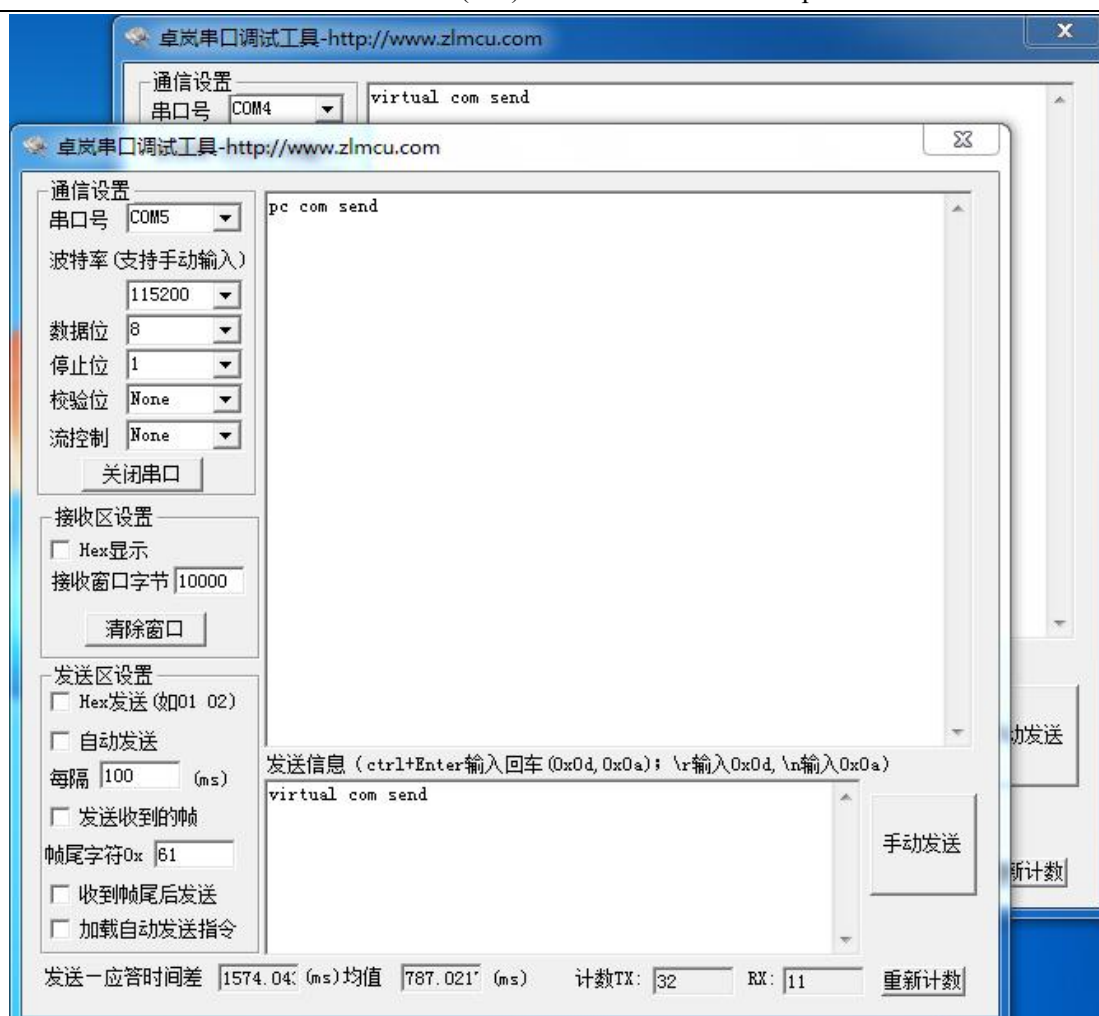 卓岚串口调试工具-http://www.zlmcu.com
x
通信设置
串口号 COM4
virtual com send
卓岚串口调试工具-http://www.zlmcu.com
通信设置
串口号 COM5
pc com send
波特率(支持手动输入)
115200
数据位 8
停止位 1
校验位 None
流控制 None
关闭串口
接收区设置
Hex显示
接收窗口字节 10000
清除窗口
发送区设置
Hex发送(如01 02)
自动发送
每隔 100 (ms)
发送收到的帧
帧尾字符0x 61
收到帧尾后发送
加载自动发送指令
发送信息(ctrl+Enter输入回车(0x0d,0x0a); \r输入0x0d,\n输入0x0a)
virtual com send
手动发送
动发送
新计数
发送—应答时间差 1574.04 (ms)均值 787.021 (ms) 计数TX: 32 RX: 11 重新计数